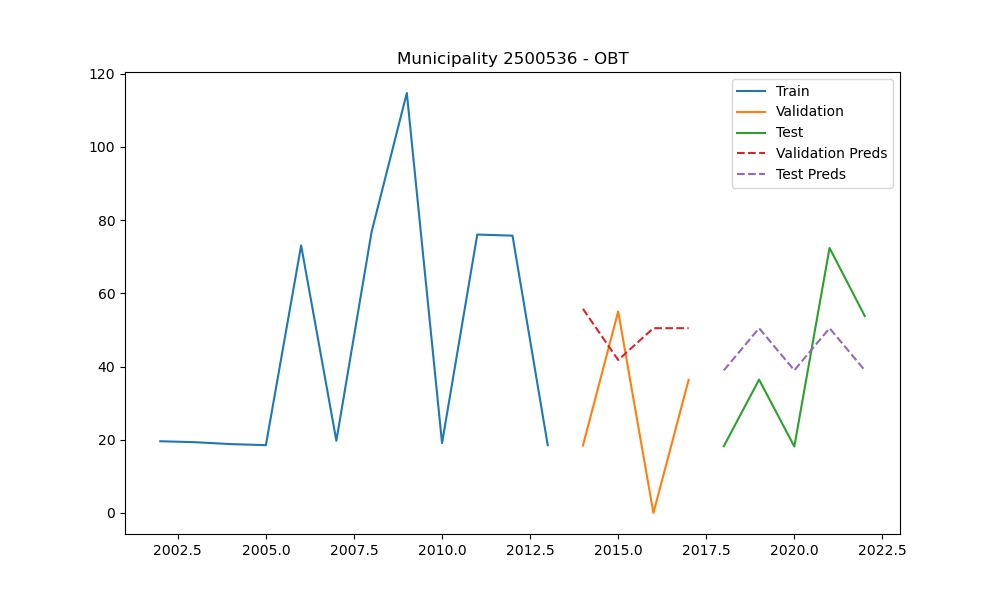 Municipality 2500536 - OBT
120
100
80
60
40
20
0
Train
Validation
Test
Validation Preds
Test Preds
2002.5 2005.0 2007.5 2010.0 2012.5 2015.0 2017.5 2020.0 2022.5